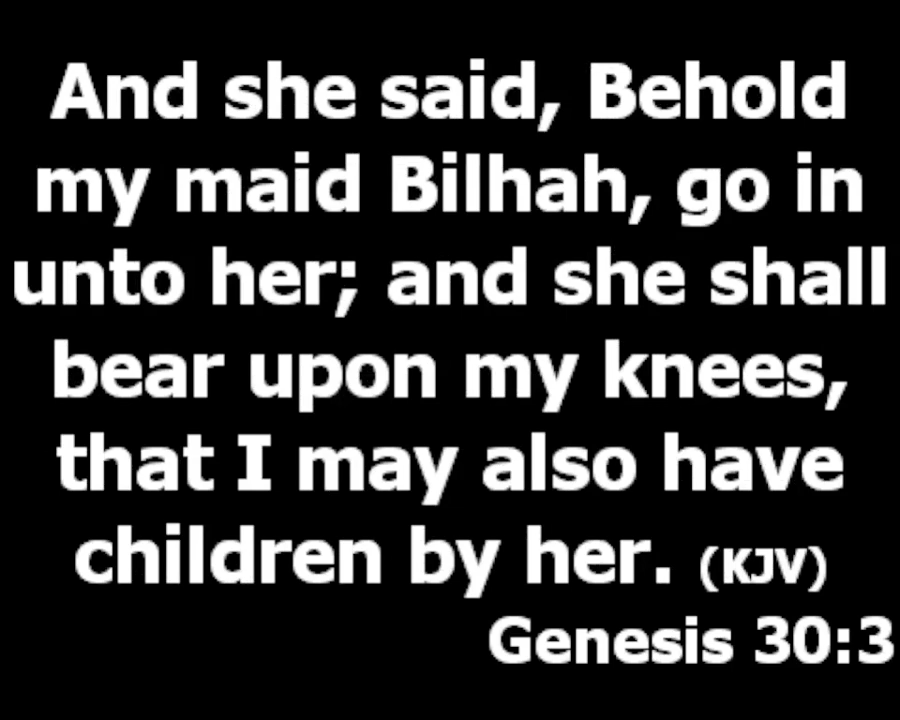 And she said, Behold
my maid Bilhah, go in
unto her; and she shall
bear upon my knees,
that I may also have
children by her. (KJV)
Genesis 30:3